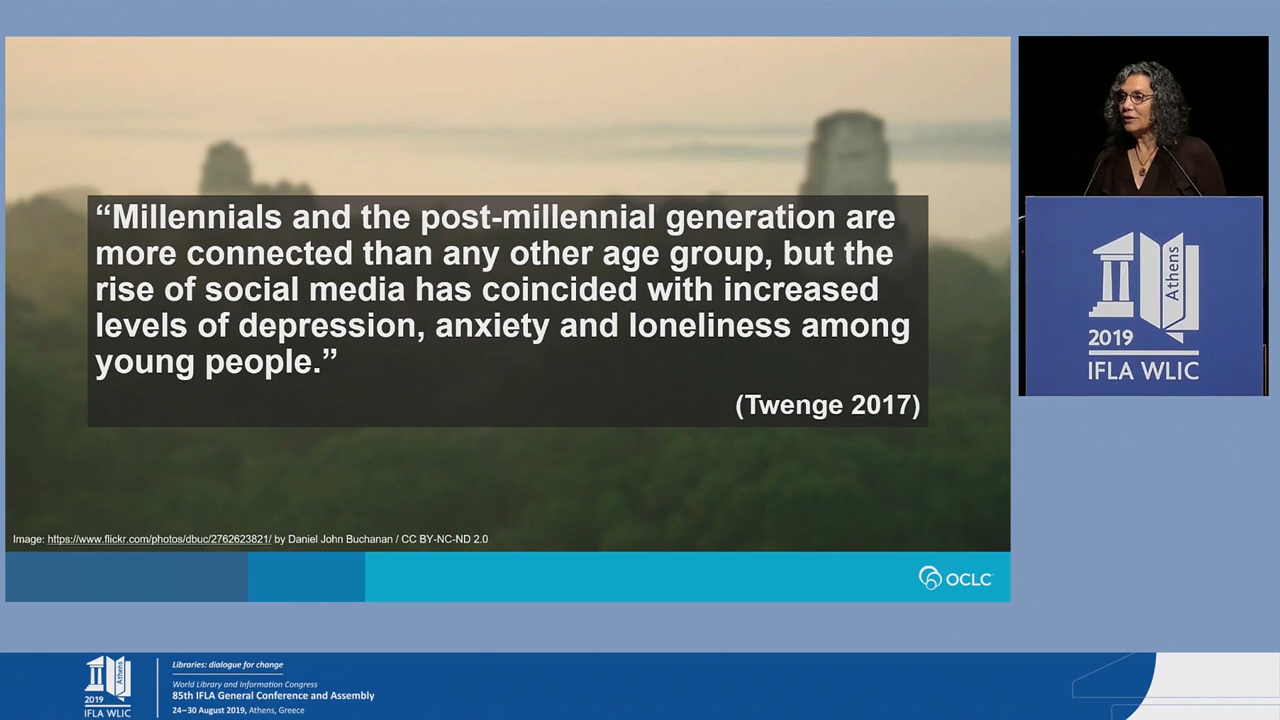 “Millennials and the post-millennial generation are
more connected than any other age group, but the
rise of social media has coincided with increased
levels of depression, anxiety and loneliness among
young people.”
(Twenge 2017)
Image: https://www.flickr.com/photos/dbuc/2762623821/ by Daniel John Buchanan / CC BY-NC-ND 2.0
OCLC
Athens
2019
IFLA WLIC
Athens
2019
IFLA WLIC
Libraries: dialogue for change
World Library and Information Congress
85th IFLA General Conference and Assembly
24–30 August 2019, Athens, Greece